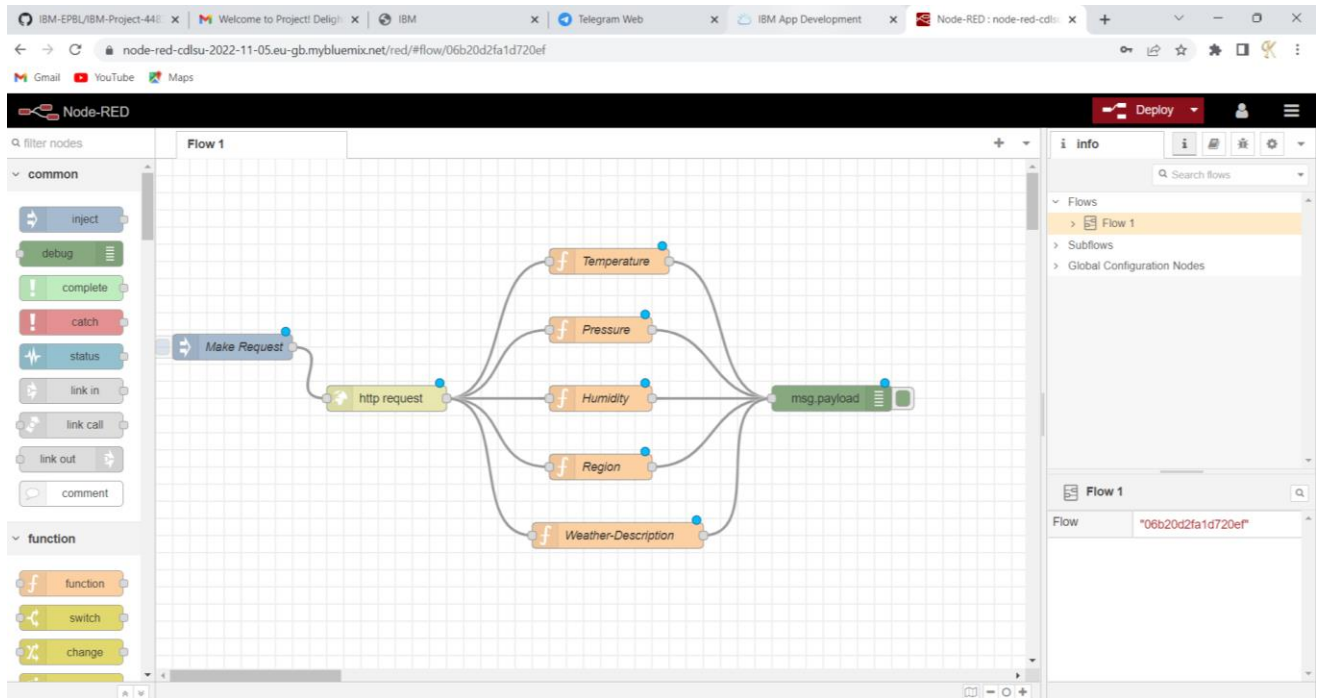 IBM-EPBL/IBM-Project-448
Welcome to Project! Deligh
IBM
Telegram Web
IBM App Development
Node-RED : node-red-cdls
node-red-cdlsu-2022-11-05.eu-gb.mybluemix.net/red/#flow/06b20d2fa1d720ef
Gmail YouTube Maps
Node-RED
Deploy
filter nodes
Flow 1
i info
i
Search flows
common
inject
debug
complete
catch
status
link in
link call
link out
comment
function
function
switch
change
Make Request
http request
Temperature
Pressure
Humidity
Region
Weather-Description
msg.payload
Flows
Flow 1
Subflows
Global Configuration Nodes
Flow 1
Flow "06b20d2fa1d720ef"